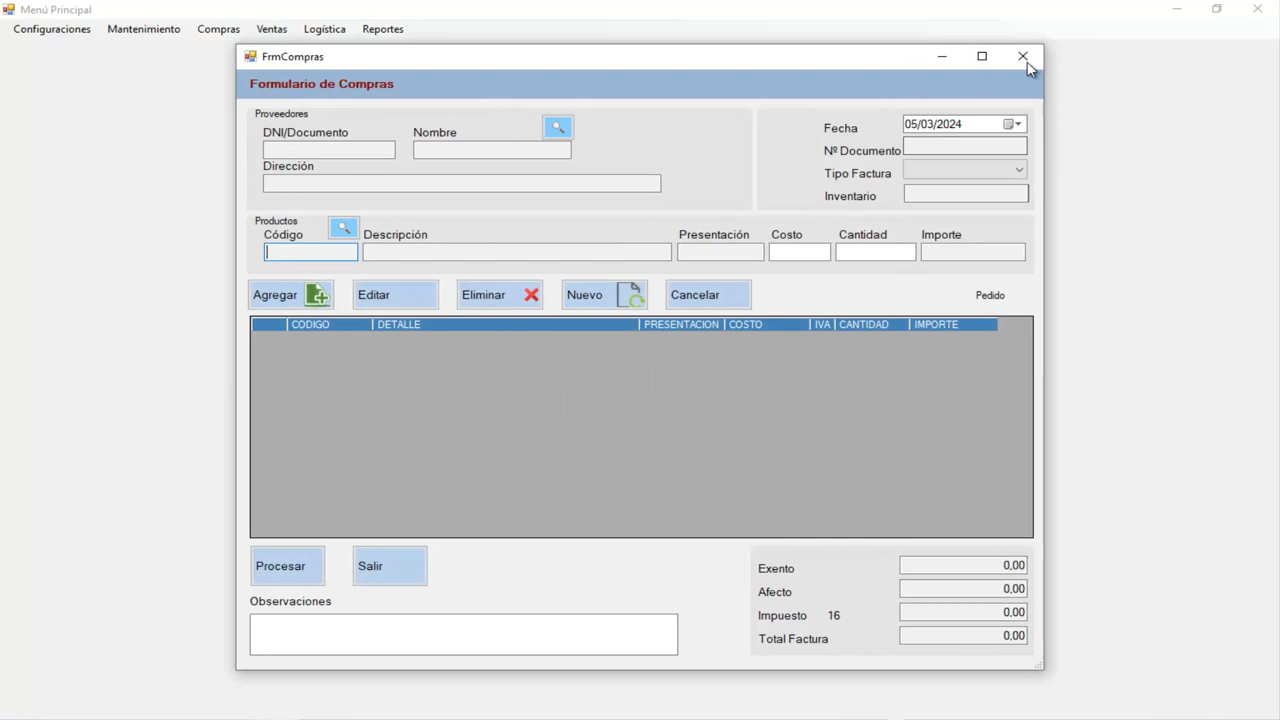 Menú Principal
Configuraciones Mantenimiento Compras Ventas Logística Reportes
FrmCompras
Formulario de Compras
Proveedores
DNI/Documento Nombre
Dirección
Fecha 05/03/2024
Nº Documento
Tipo Factura
Inventario
Productos
Código Descripción Presentación Costo Cantidad Importe
Agregar Editar Eliminar Nuevo Cancelar Pedido
CODIGO DETALLE PRESENTACION COSTO IVA CANTIDAD IMPORTE
Procesar Salir
Observaciones
Exento 0,00
Afecto 0,00
Impuesto 16 0,00
Total Factura 0,00